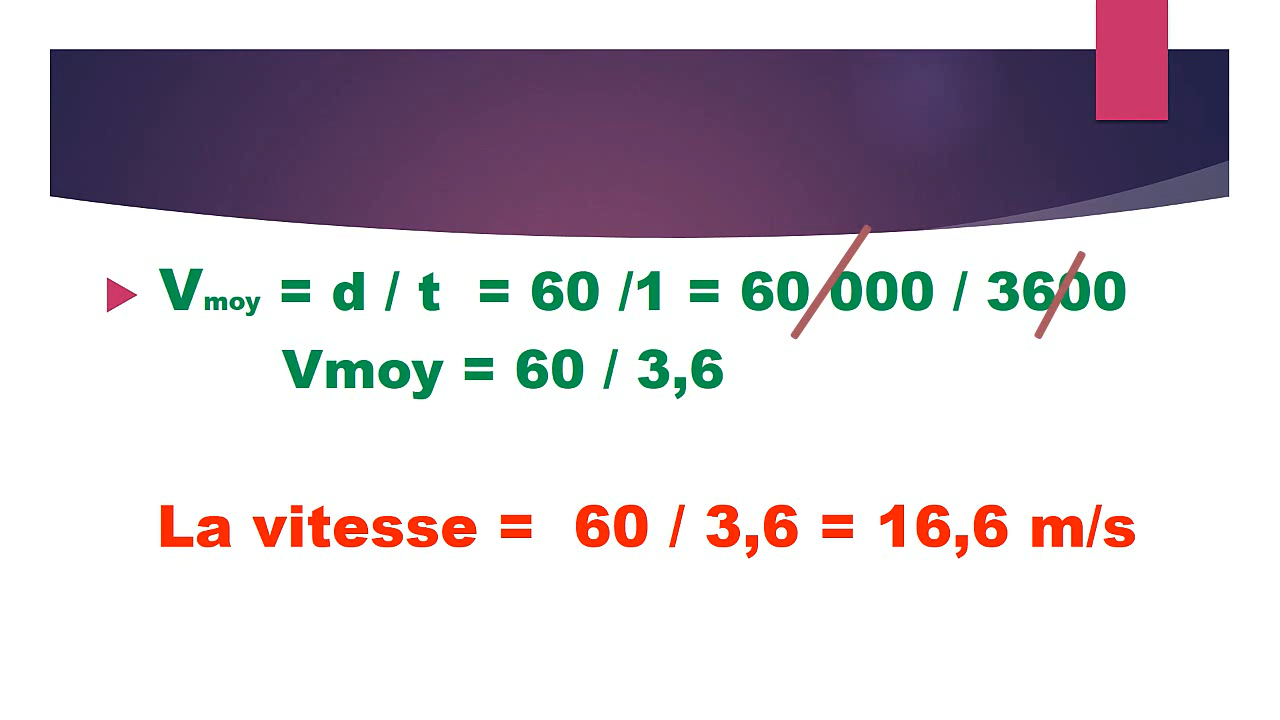 Vmoy = d / t = 60 /1 = 60 000 / 3600
Vmoy = 60 / 3,6
La vitesse = 60 / 3,6 = 16,6 m/s